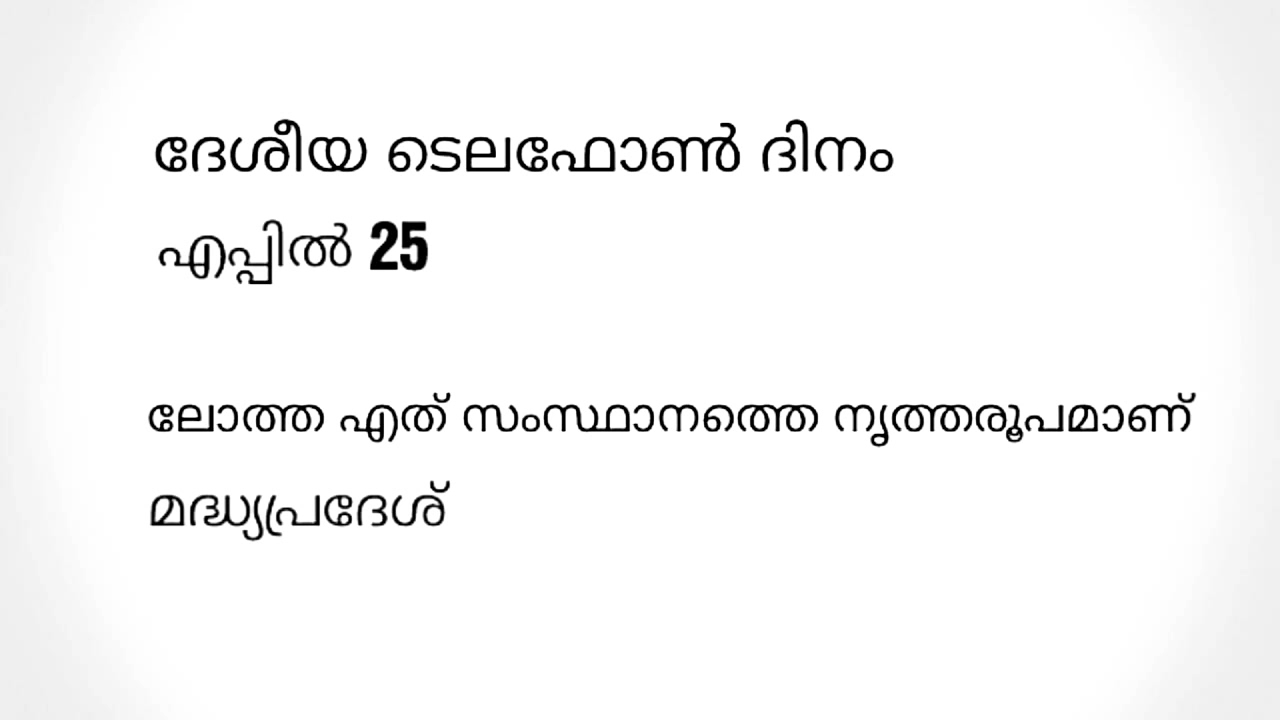 ദേശീയ ടെലഫോൺ ദിനം
എപ്പിൽ 25
ലോത്ത എത് സംസ്ഥാനത്തെ നൃത്തരൂപമാണ്
മദ്ധ്യപ്രദേശ്